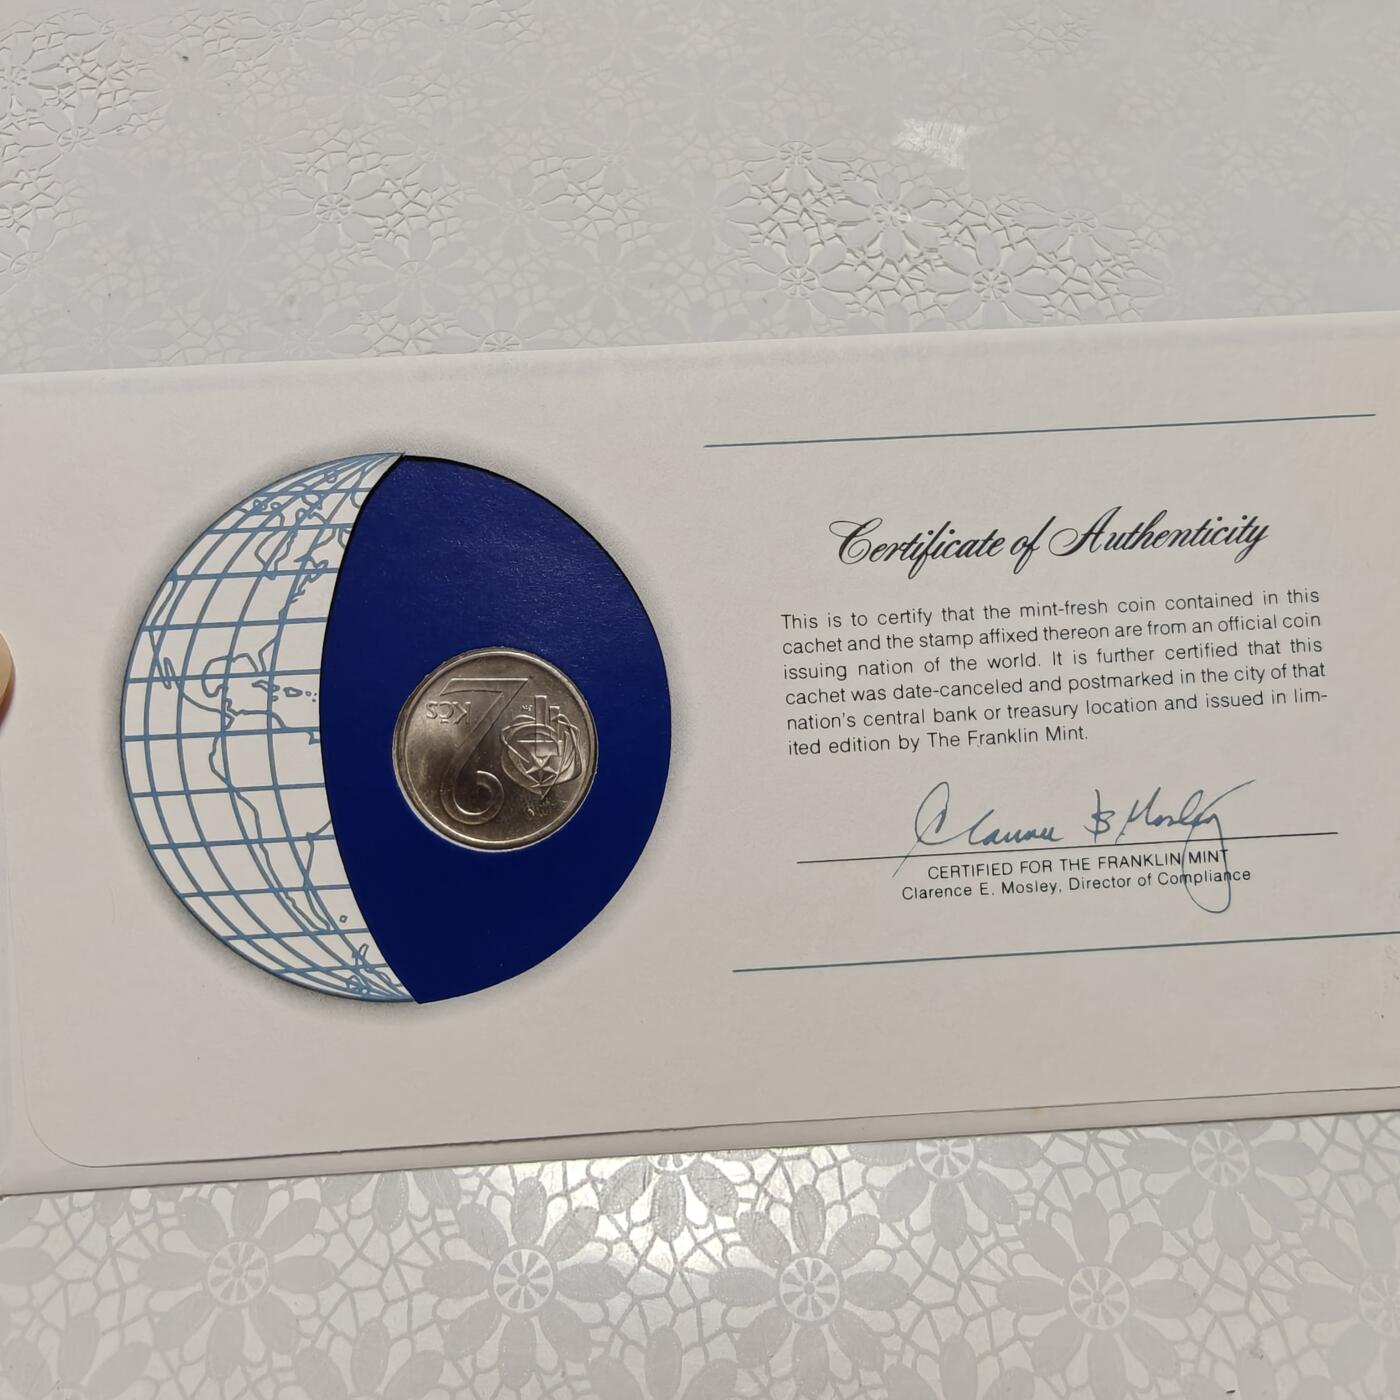 Certificate of Authenticity
This is to certify that the mint-fresh coin contained in this
cachet and the stamp affixed thereon are from an official coin
issuing nation of the world. It is further certified that this
cachet was date-canceled and postmarked in the city of that
nation's central bank or treasury location and issued in lim-
ited edition by The Franklin Mint.
CERTIFIED FOR THE FRANKLIN MINT
Clarence E. Mosley, Director of Compliance
2
Kčs